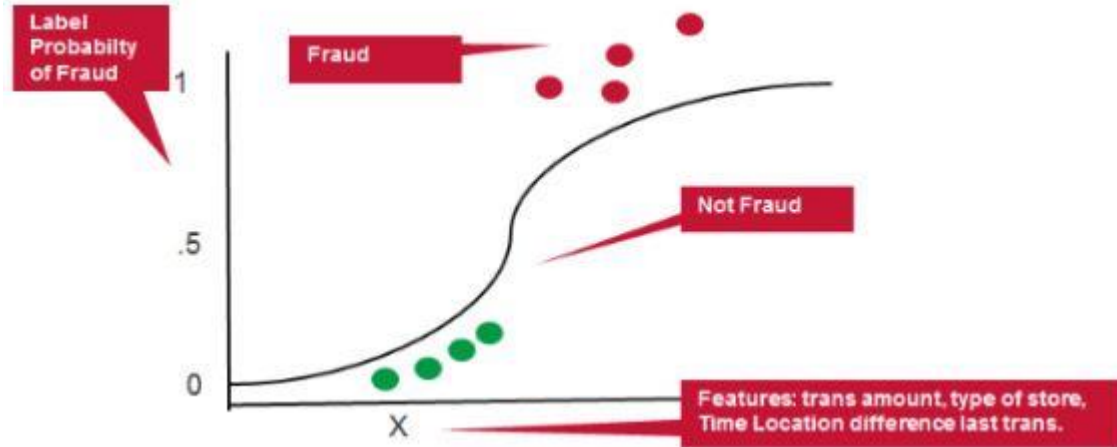 Label
Probabilty
of Fraud
Fraud
1
Not Fraud
.5
0
Features: trans amount, type of store,
Time Location difference last trans.
X